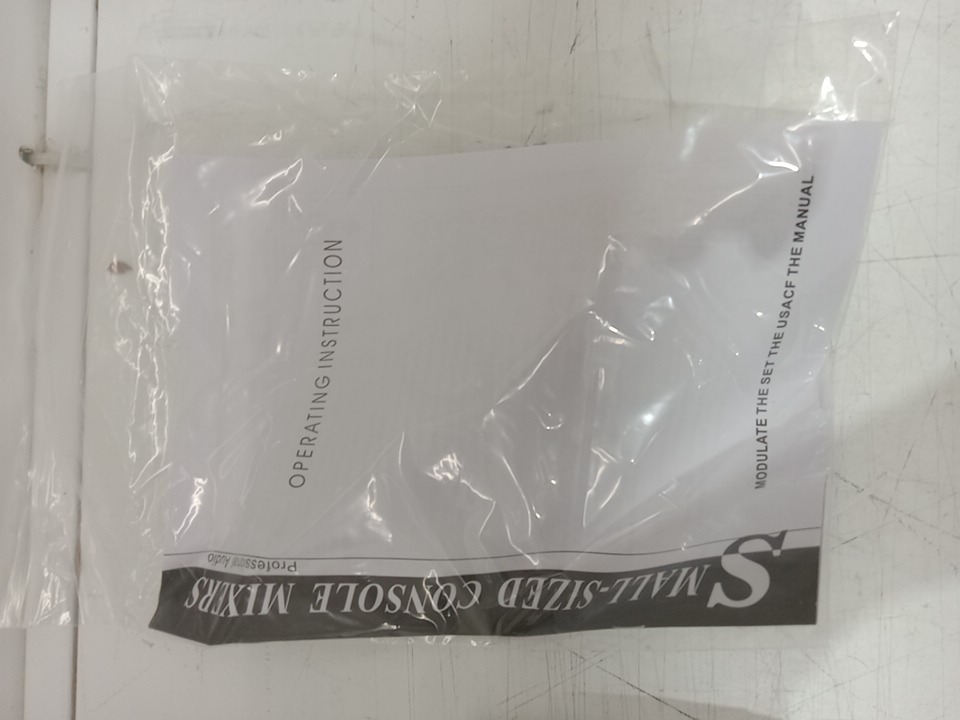 SMALL-SIZED CONSOLE MIXERS
Professional Audio
OPERATING INSTRUCTION
MODULATE THE SET THE USACF THE MANUAL